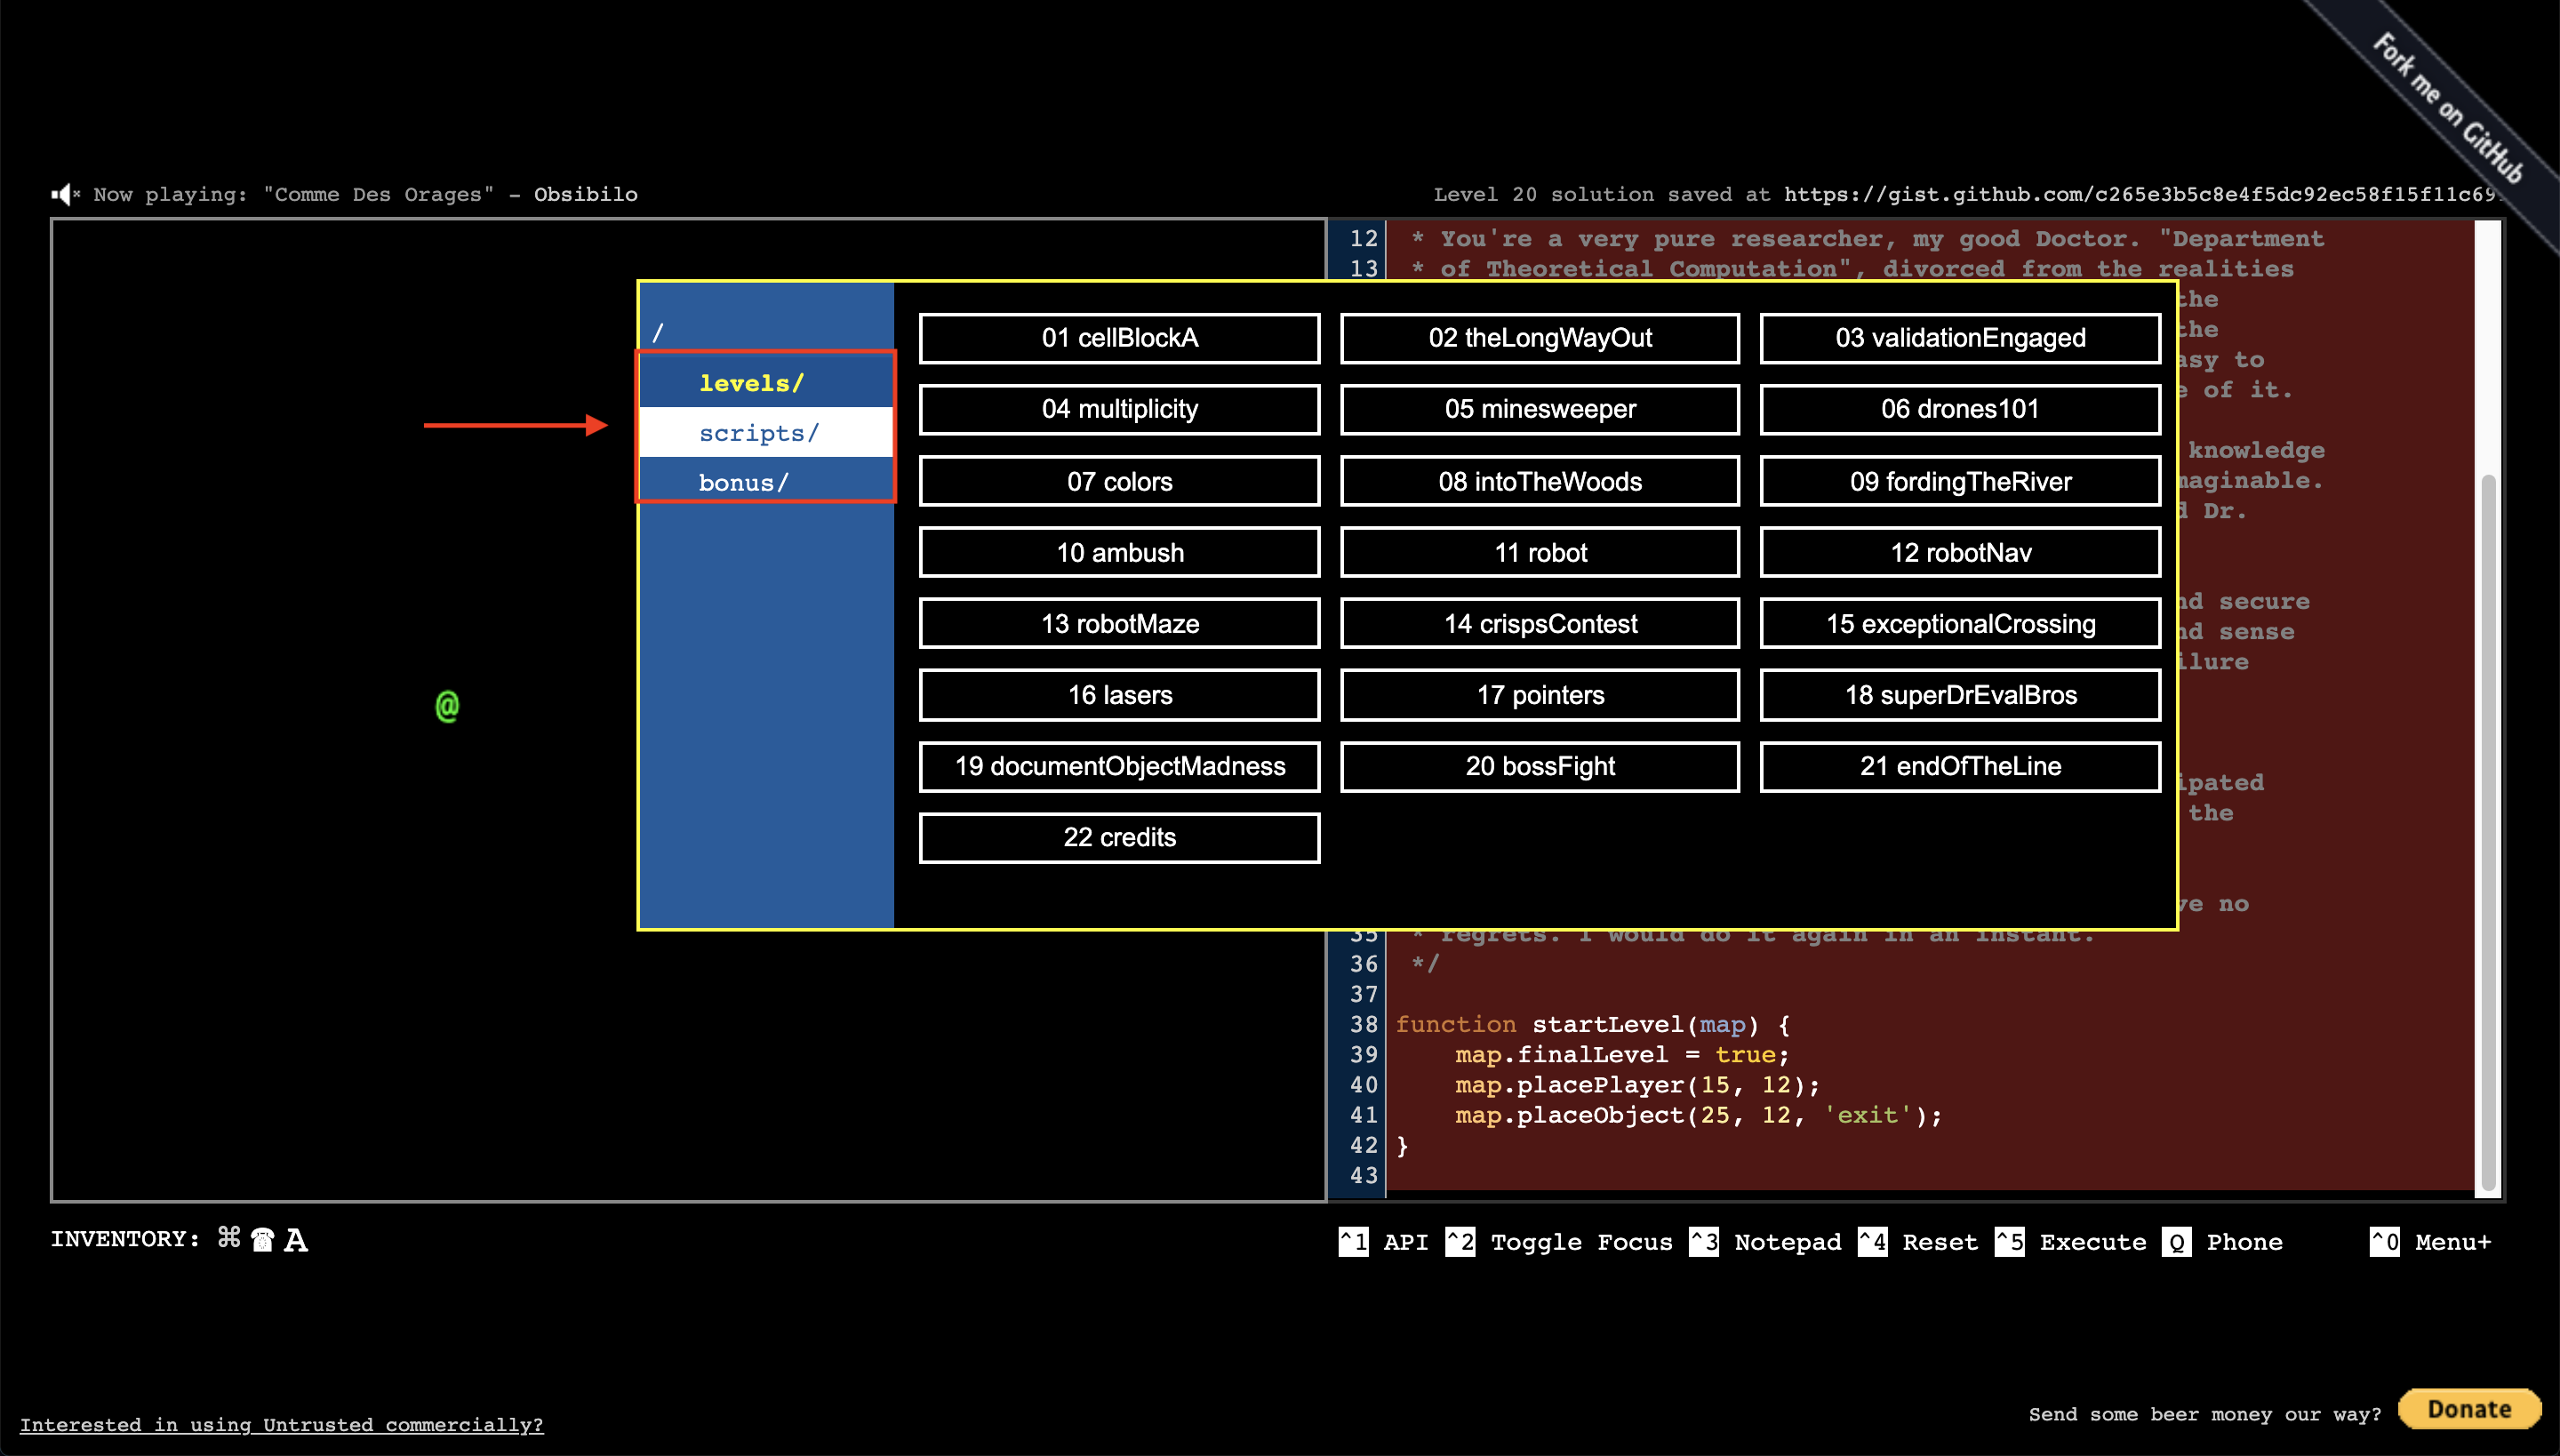 Fork me on GitHub
Now playing: "Comme Des Orages" - Obsibilo
Level 20 solution saved at https://gist.github.com/c265e3b5c8e4f5dc92ec58f15f11c69
12 * You're a very pure researcher, my good Doctor. "Department
13 * of Theoretical Computation", divorced from the realities
/
levels/
scripts/
bonus/
01 cellBlockA
02 theLongWayOut
03 validationEngaged
04 multiplicity
05 minesweeper
06 drones101
07 colors
08 intoTheWoods
09 fordingTheRiver
10 ambush
11 robot
12 robotNav
13 robotMaze
14 crispsContest
15 exceptionalCrossing
16 lasers
17 pointers
18 superDrEvalBros
19 documentObjectMadness
20 bossFight
21 endOfTheLine
22 credits
the
the
to
of it.
knowledge
Dr.
secure
sense
the
no
@
35 * regrets. I would do it again in an instant.
36 */
37
38 function startLevel(map) {
39 map.finalLevel = true;
40 map.placePlayer(15, 12);
41 map.placeObject(25, 12, 'exit');
42 }
43
INVENTORY: ⌘ ☎ A
^1 API ^2 Toggle Focus ^3 Notepad ^4 Reset ^5 Execute Q Phone ^0 Menu+
Interested in using Untrusted commercially?
Send some beer money our way? Donate